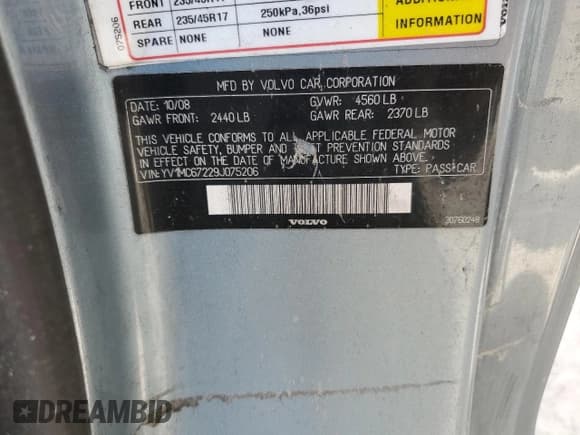 FRONT 235/45R17
REAR 235/45R17 250kPa,36psi
SPARE NONE NONE
INFORMATION
075206
MFD BY VOLVO CAR CORPORATION
DATE: 10/08 GVWR: 4560 LB
GAWR FRONT: 2440 LB GAWR REAR: 2370 LB
THIS VEHICLE CONFORMS TO ALL APPLICABLE FEDERAL MOTOR
VEHICLE SAFETY, BUMPER AND THEFT PREVENTION STANDARDS
IN EFFECT ON THE DATE OF MANUFACTURE SHOWN ABOVE.
VIN: YV1MC67229J075206 TYPE: PASS CAR
VOLVO
30760248
DREAMBID